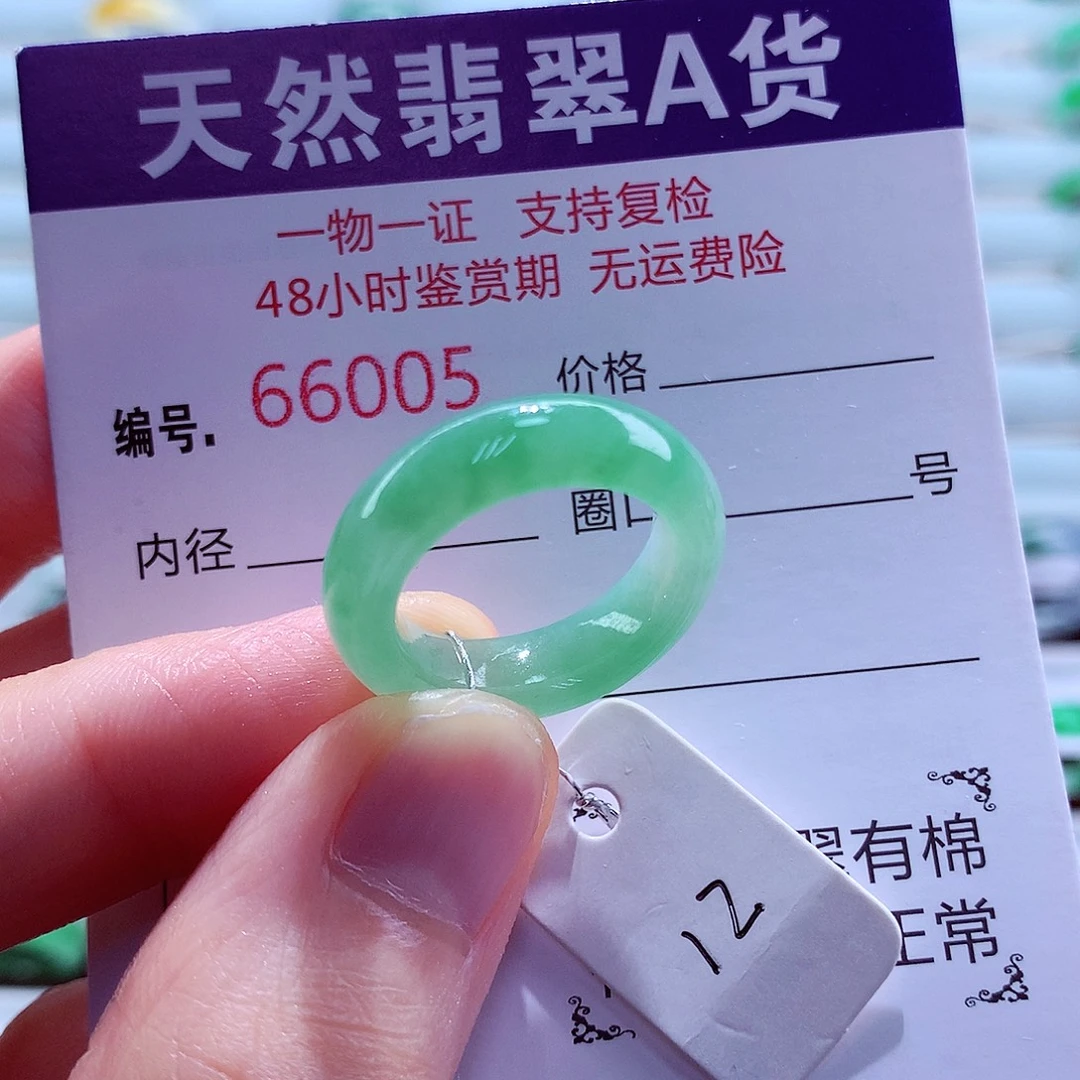 天然翡翠A货
一物一证 支持复检
48小时鉴赏期 无运费险
编号. 66005 价格
内径 圈口 号
翠有棉
正常
12